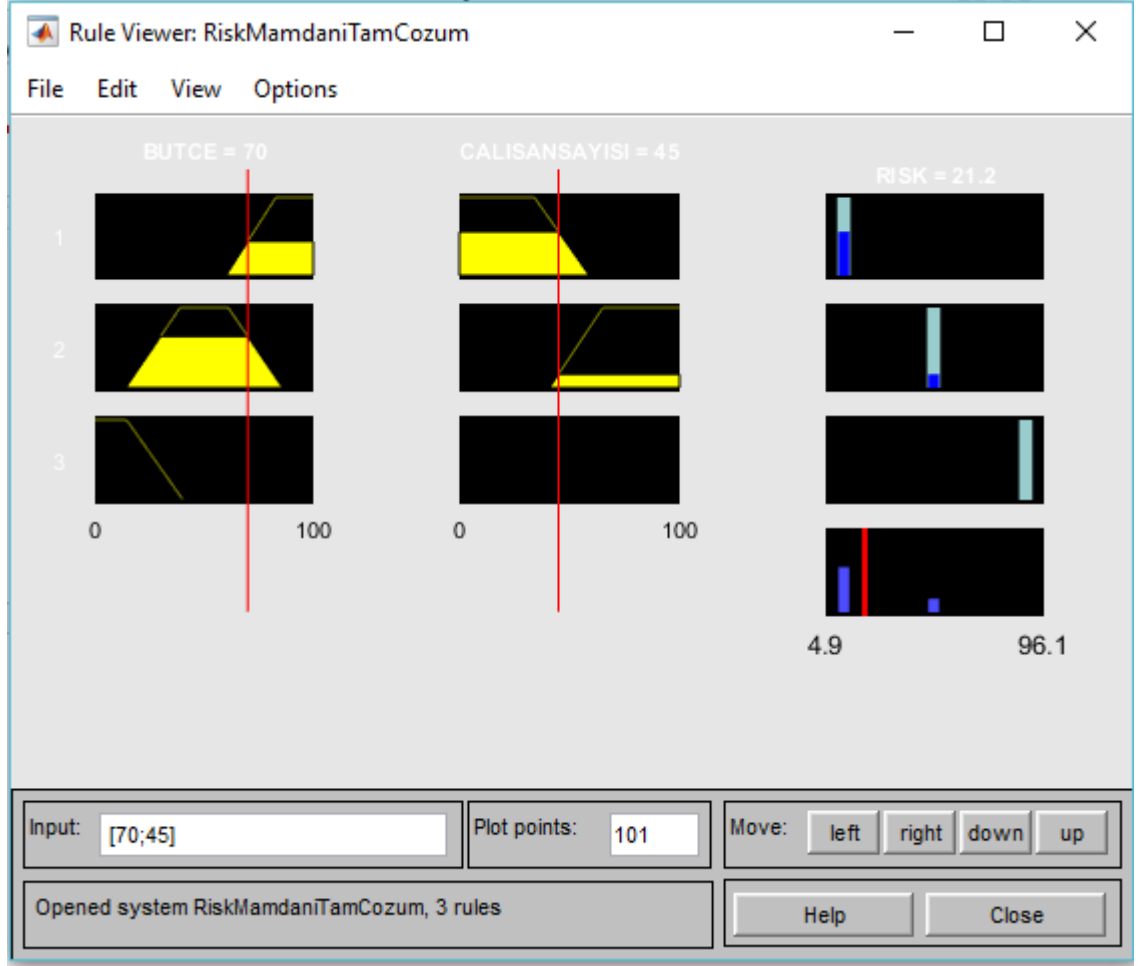 Rule Viewer: RiskMamdaniTamCozum
File Edit View Options
BUTCE = 70 CALISANSAYISI = 45 RISK = 21.2
1
2
3
0 100 0 100
4.9 96.1
Input: [70;45] Plot points: 101 Move: left right down up
Opened system RiskMamdaniTamCozum, 3 rules Help Close